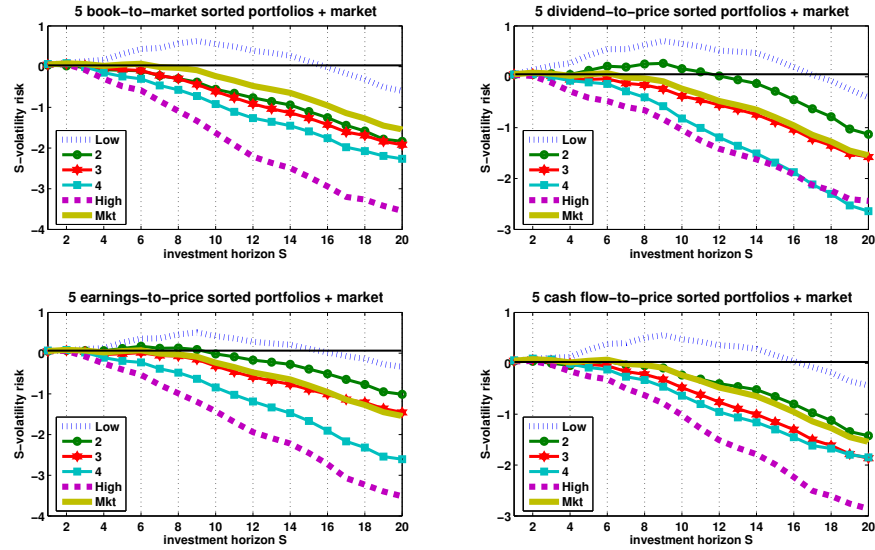 5 book−to−market sorted portfolios + market
1
0
−1
−2
−3
−4
S−volatility risk
Low
2
3
4
High
Mkt
2 4 6 8 10 12 14 16 18 20
investment horizon S
5 dividend−to−price sorted portfolios + market
1
0
−1
−2
−3
S−volatility risk
Low
2
3
4
High
Mkt
2 4 6 8 10 12 14 16 18 20
investment horizon S
5 earnings−to−price sorted portfolios + market
1
0
−1
−2
−3
−4
S−volatility risk
Low
2
3
4
High
Mkt
2 4 6 8 10 12 14 16 18 20
investment horizon S
5 cash flow−to−price sorted portfolios + market
1
0
−1
−2
−3
S−volatility risk
Low
2
3
4
High
Mkt
2 4 6 8 10 12 14 16 18 20
investment horizon S